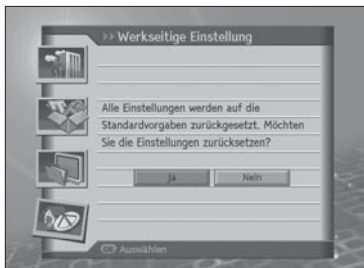 >> Werkseitige Einstellung
Alle Einstellungen werden auf die
Standardvorgaben zurückgesetzt, Möchten
Sie die Einstellungen zurücksetzen?
Ja Nein
OK Auswählen